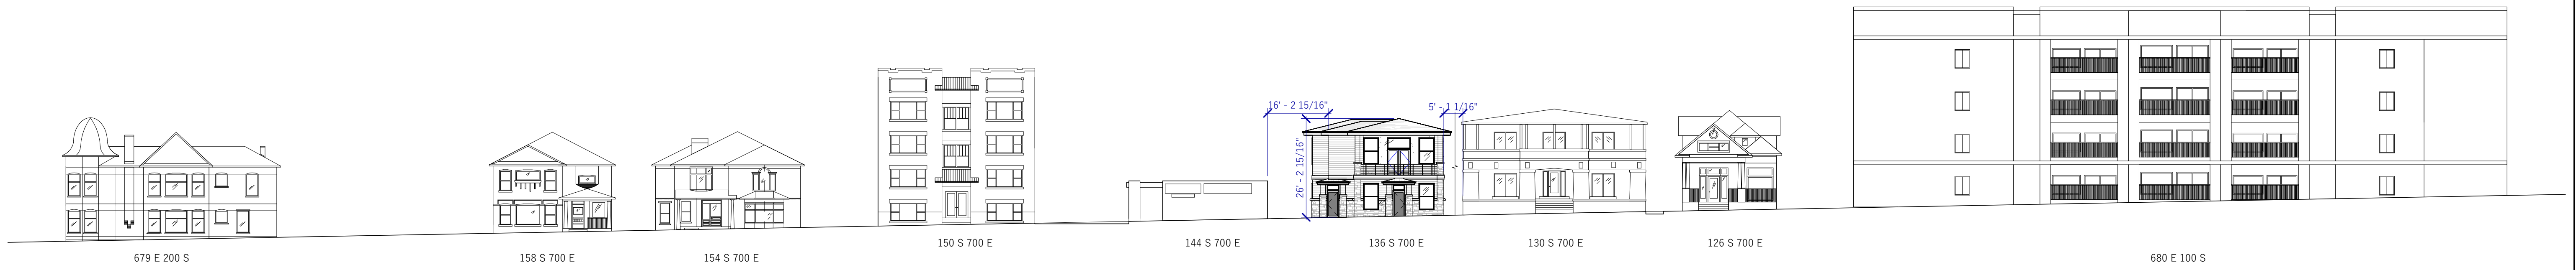 16' - 2 15/16"
5' - 1 1/16"
26' - 2 15/16"
150 S 700 E
144 S 700 E
136 S 700 E
130 S 700 E
126 S 700 E
679 E 200 S
158 S 700 E
154 S 700 E
680 E 100 S